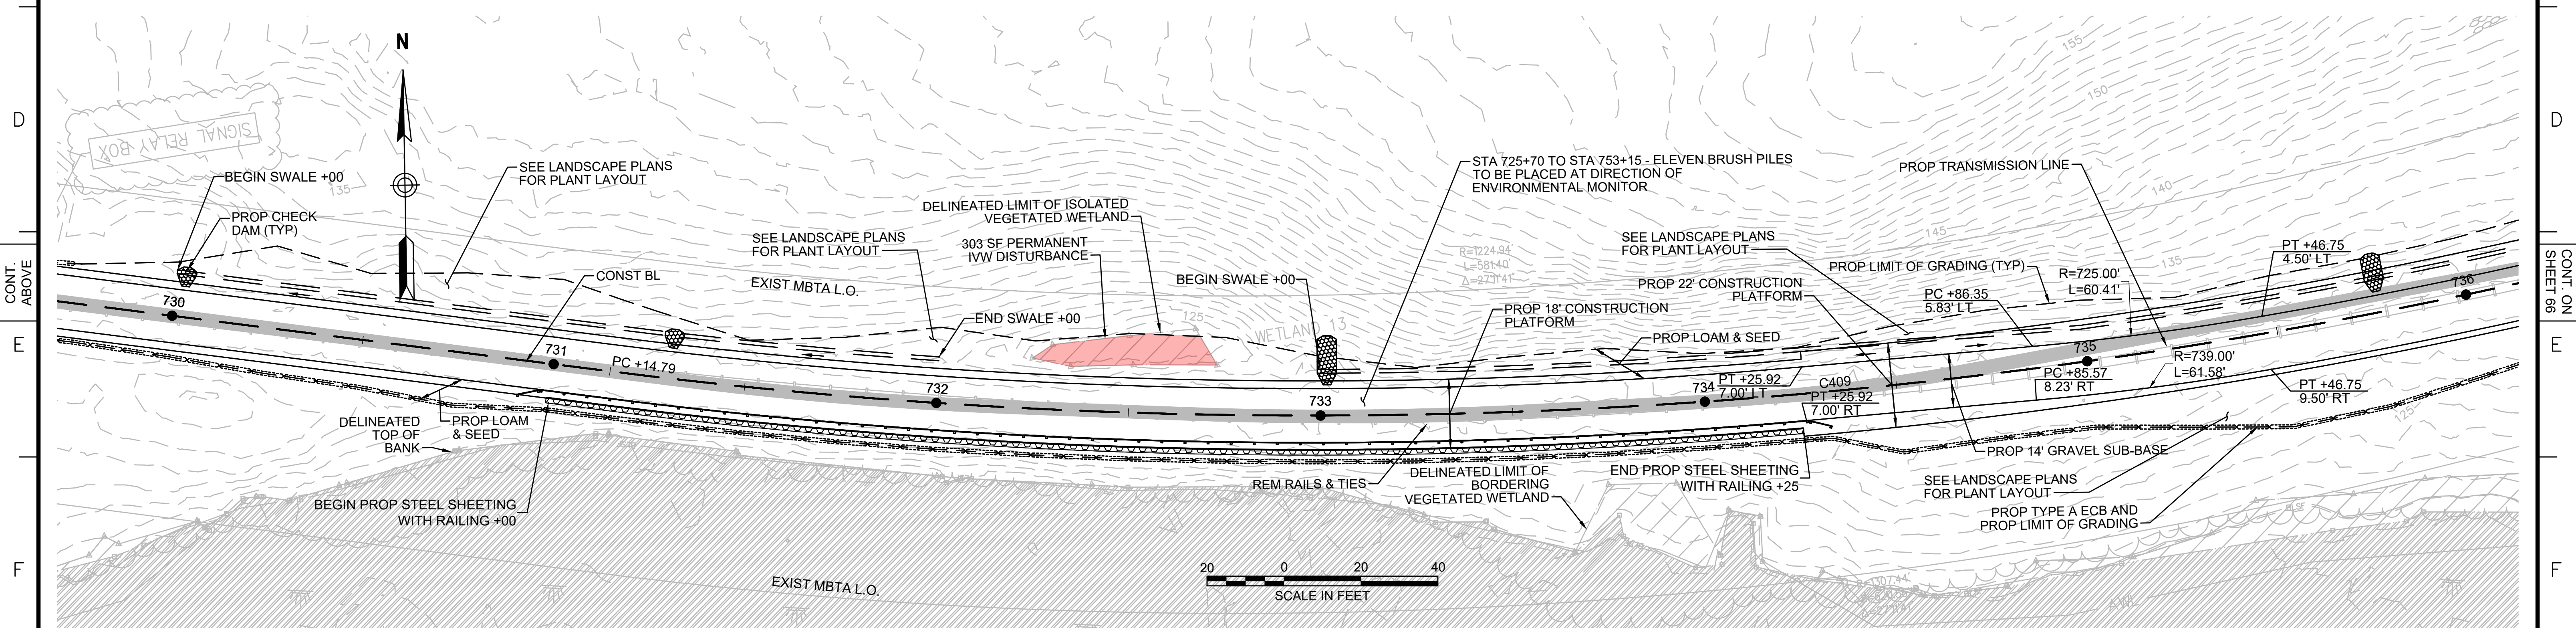 N
155
880
D
D
150
SIGNAL RELAY BOX
135
BEGIN SWALE +00
SEE LANDSCAPE PLANS
FOR PLANT LAYOUT
STA 725+70 TO STA 753+15 - ELEVEN BRUSH PILES
TO BE PLACED AT DIRECTION OF
ENVIRONMENTAL MONITOR
PROP TRANSMISSION LINE
140
PROP CHECK
DAM (TYP)
DELINEATED LIMIT OF ISOLATED
VEGETATED WETLAND
SEE LANDSCAPE PLANS
FOR PLANT LAYOUT
303 SF PERMANENT
IVW DISTURBANCE
R=1224.94
L=581.40
Δ=27.11'41
SEE LANDSCAPE PLANS
FOR PLANT LAYOUT
145
PT +46.75
4.50' LT
135
CONT.
ABOVE
CONT. ON
SHEET 66
CONST BL
EXIST MBTA L.O.
BEGIN SWALE +00
PROP LIMIT OF GRADING (TYP)
R=725.00'
L=60.41'
PROP 22' CONSTRUCTION
PLATFORM
PC +86.35
5.83' LT
736
730
125
WETLAND 13
PROP 18' CONSTRUCTION
PLATFORM
END SWALE +00
PROP LOAM & SEED
E
E
731
PC +14.79
735
R=739.00'
L=61.58'
PC +85.57
8.23' RT
PT +46.75
9.50' RT
732
733
734
PT +25.92
7.00' LT
C409
PT +25.92
7.00' RT
125
DELINEATED
TOP OF
BANK
PROP LOAM
& SEED
PROP 14' GRAVEL SUB-BASE
REM RAILS & TIES
DELINEATED LIMIT OF
BORDERING
VEGETATED WETLAND
END PROP STEEL SHEETING
WITH RAILING +25
SEE LANDSCAPE PLANS
FOR PLANT LAYOUT
BEGIN PROP STEEL SHEETING
WITH RAILING +00
PROP TYPE A ECB AND
PROP LIMIT OF GRADING
F
F
EXIST MBTA L.O.
20 0 20 40
SCALE IN FEET
AWL